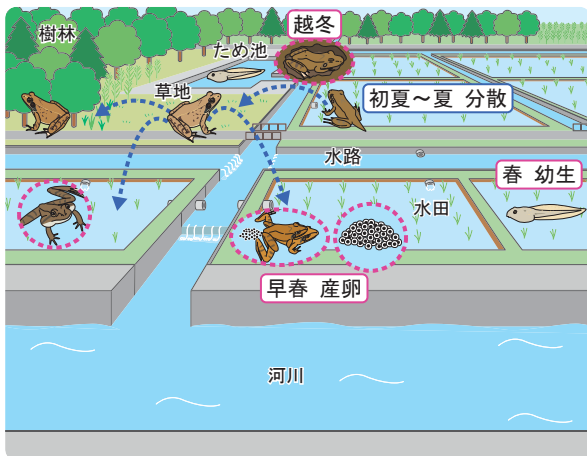 越冬
樹林
ため池
草地
初夏～夏 分散
水路
春 幼生
水田
早春 産卵
河川